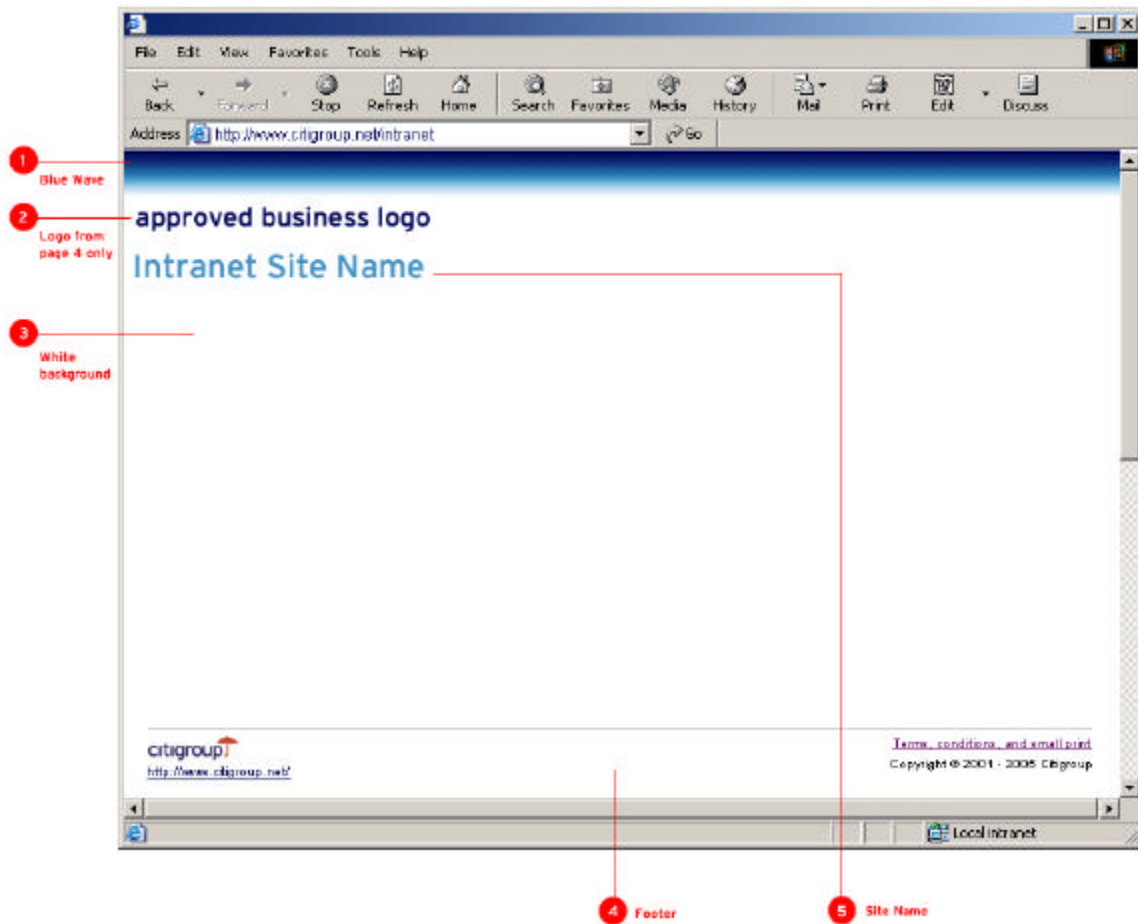 File Edit View Favorites Tools Help
Back Forward Stop Refresh Home Search Favorites Media History Mail Print Edit Discuss
Address http://www.citigroup.net/intranet Go
1
Blue Wave
2
approved business logo
Logo from
page 4 only
Intranet Site Name
3
White
background
citigroup
http://www.citigroup.net/
Terms, conditions, and small print
Copyright © 2001 - 2005 Citigroup
Local intranet
4 Footer
5 Site Name